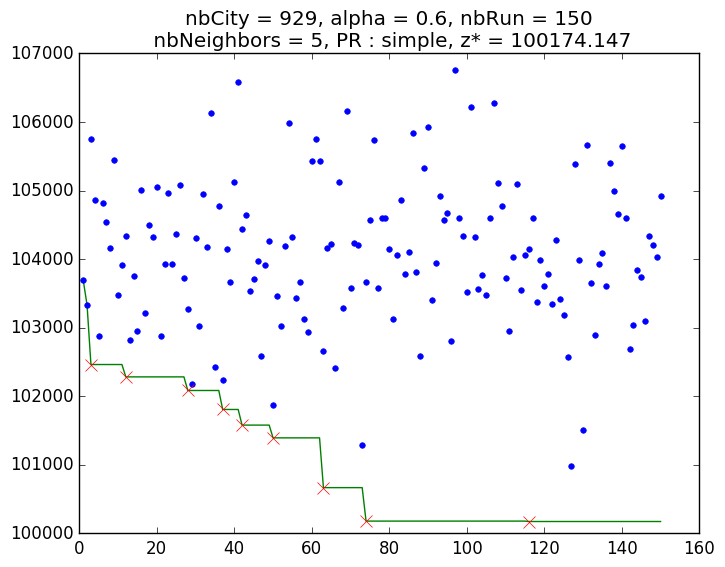 nbCity = 929, alpha = 0.6, nbRun = 150
nbNeighbors = 5, PR : simple, z* = 100174.147
107000
106000
105000
104000
103000
102000
101000
100000
0 20 40 60 80 100 120 140 160